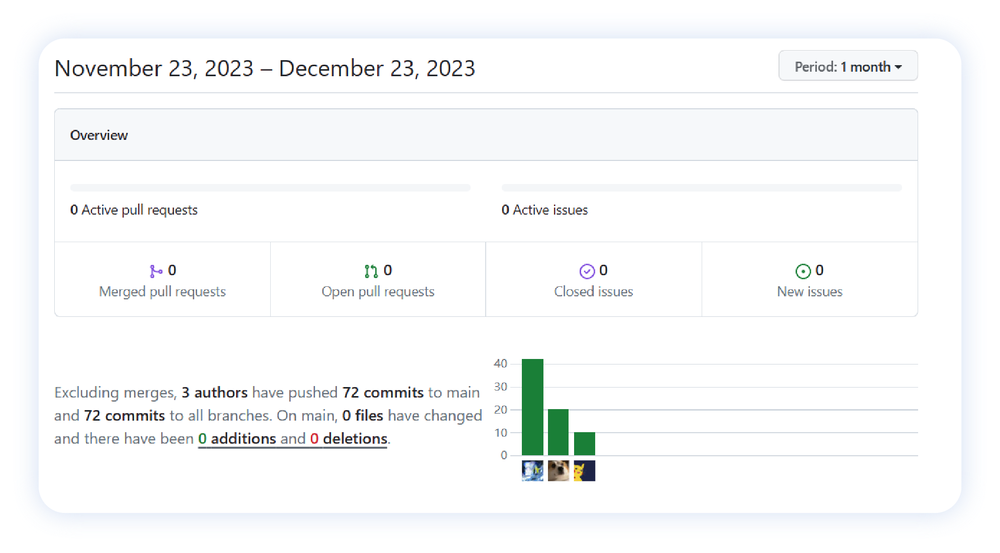 November 23, 2023 – December 23, 2023
Period: 1 month
Overview
0 Active pull requests
0 Active issues
0
Merged pull requests
0
Open pull requests
0
Closed issues
0
New issues
Excluding merges, 3 authors have pushed 72 commits to main
and 72 commits to all branches. On main, 0 files have changed
and there have been 0 additions and 0 deletions.
40
30
20
10
0